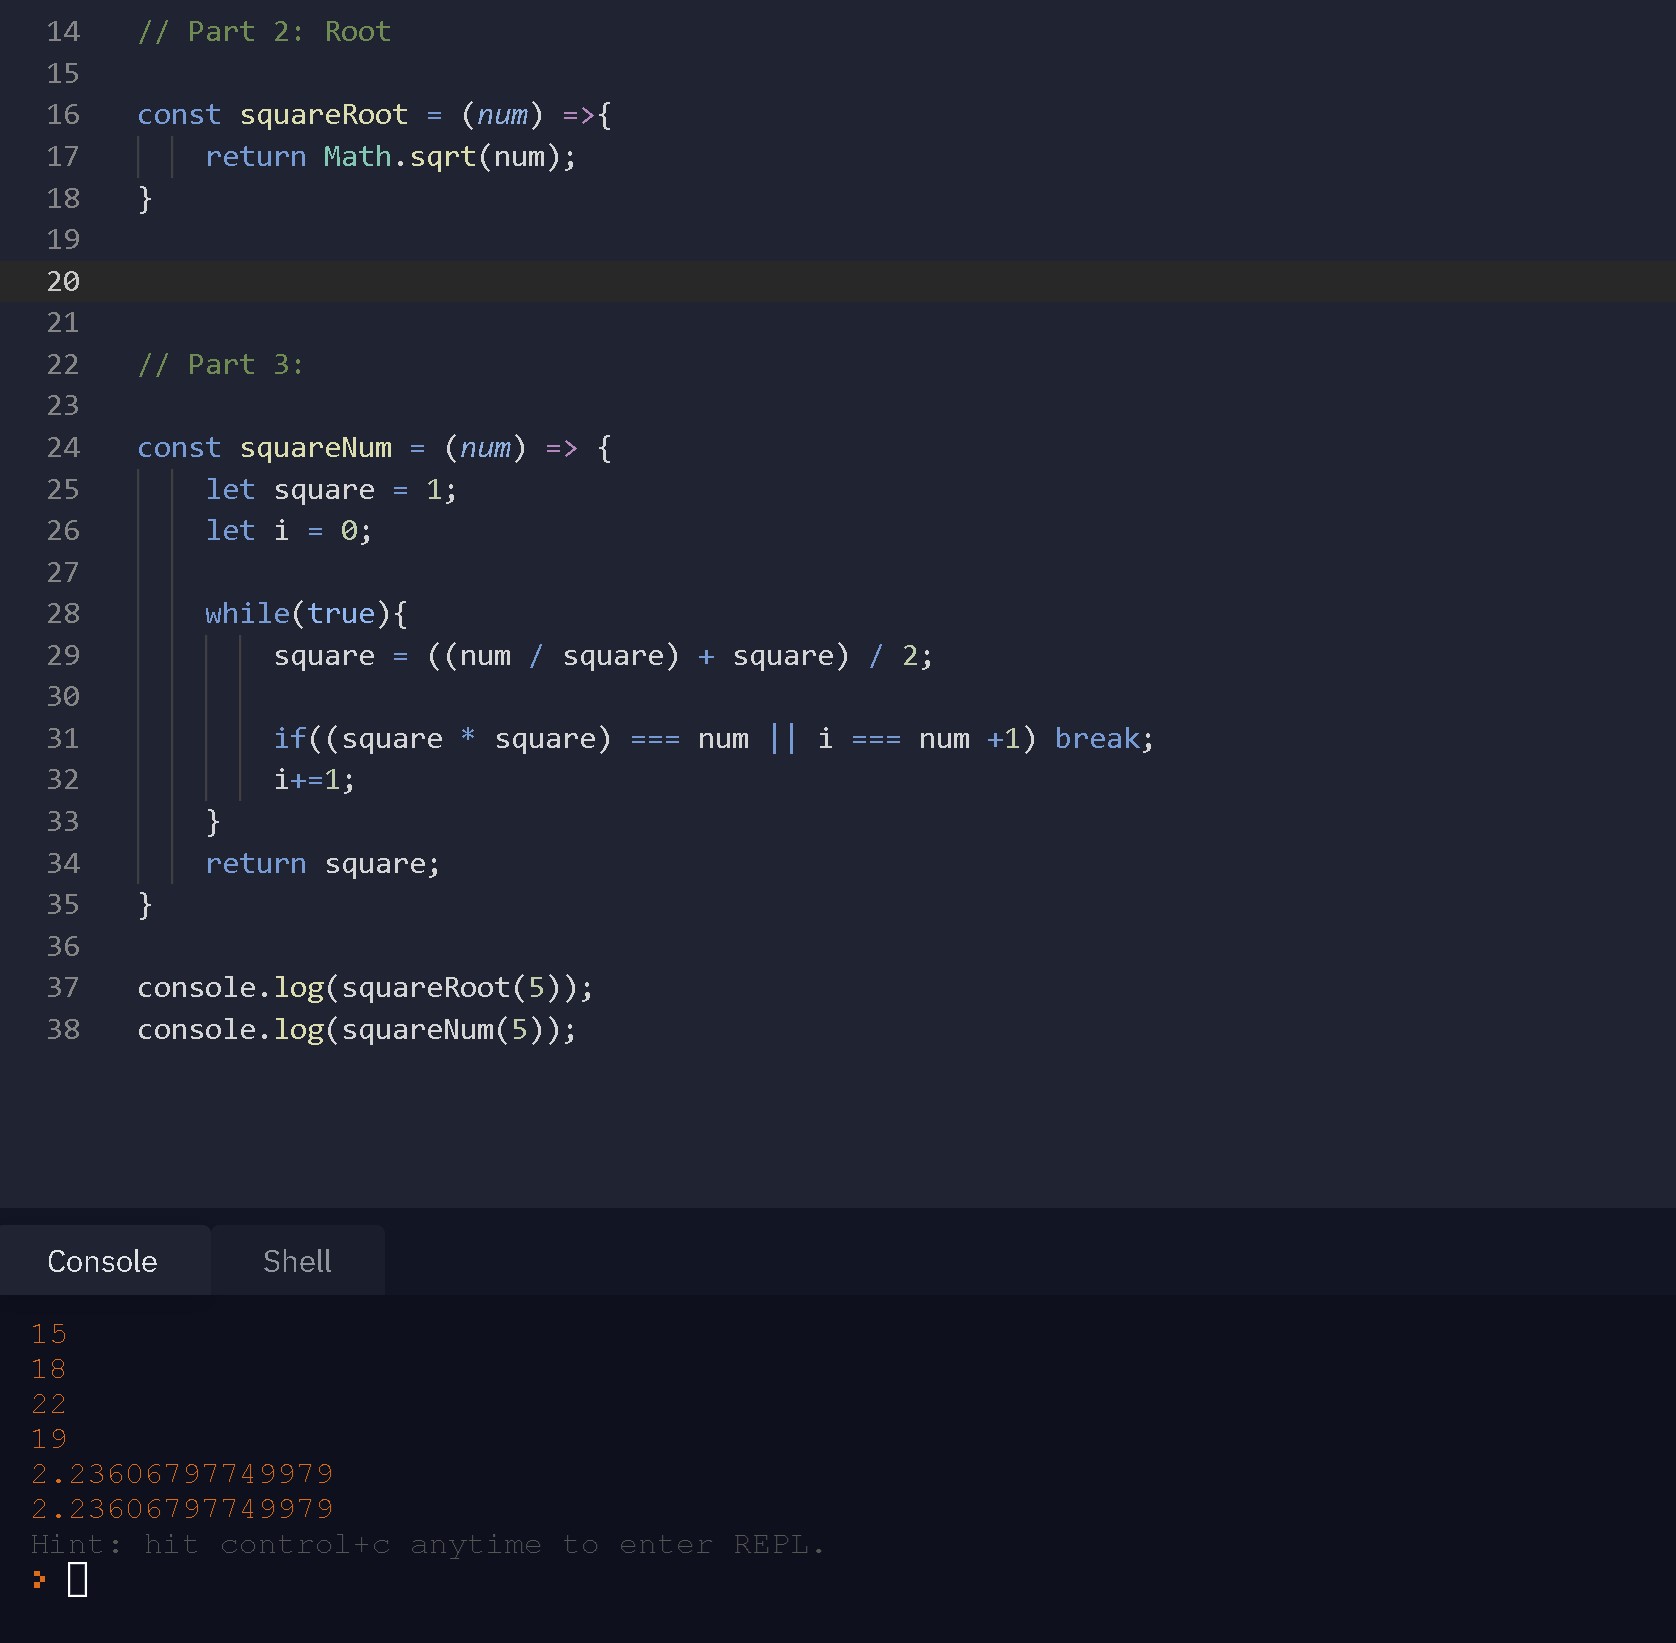 14 // Part 2: Root
15
16 const squareRoot = (num) =>{
17 return Math.sqrt(num);
18 }
19
20
21
22 // Part 3:
23
24 const squareNum = (num) => {
25 let square = 1;
26 let i = 0;
27
28 while(true){
29 square = ((num / square) + square) / 2;
30
31 if((square * square) === num || i === num +1) break;
32 i+=1;
33 }
34 return square;
35 }
36
37 console.log(squareRoot(5));
38 console.log(squareNum(5));
Console Shell
15
18
22
19
2.23606797749979
2.23606797749979
Hint: hit control+c anytime to enter REPL.
>